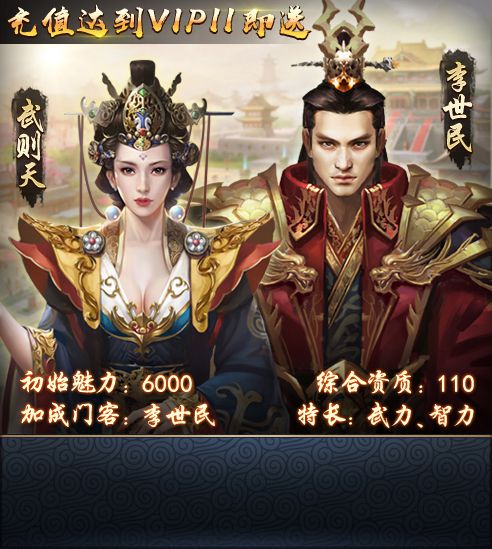 充值达到VIP11即送
武则天
李世民
初始魅力：6000
加成门客：李世民
综合资质：110
特长：武力、智力